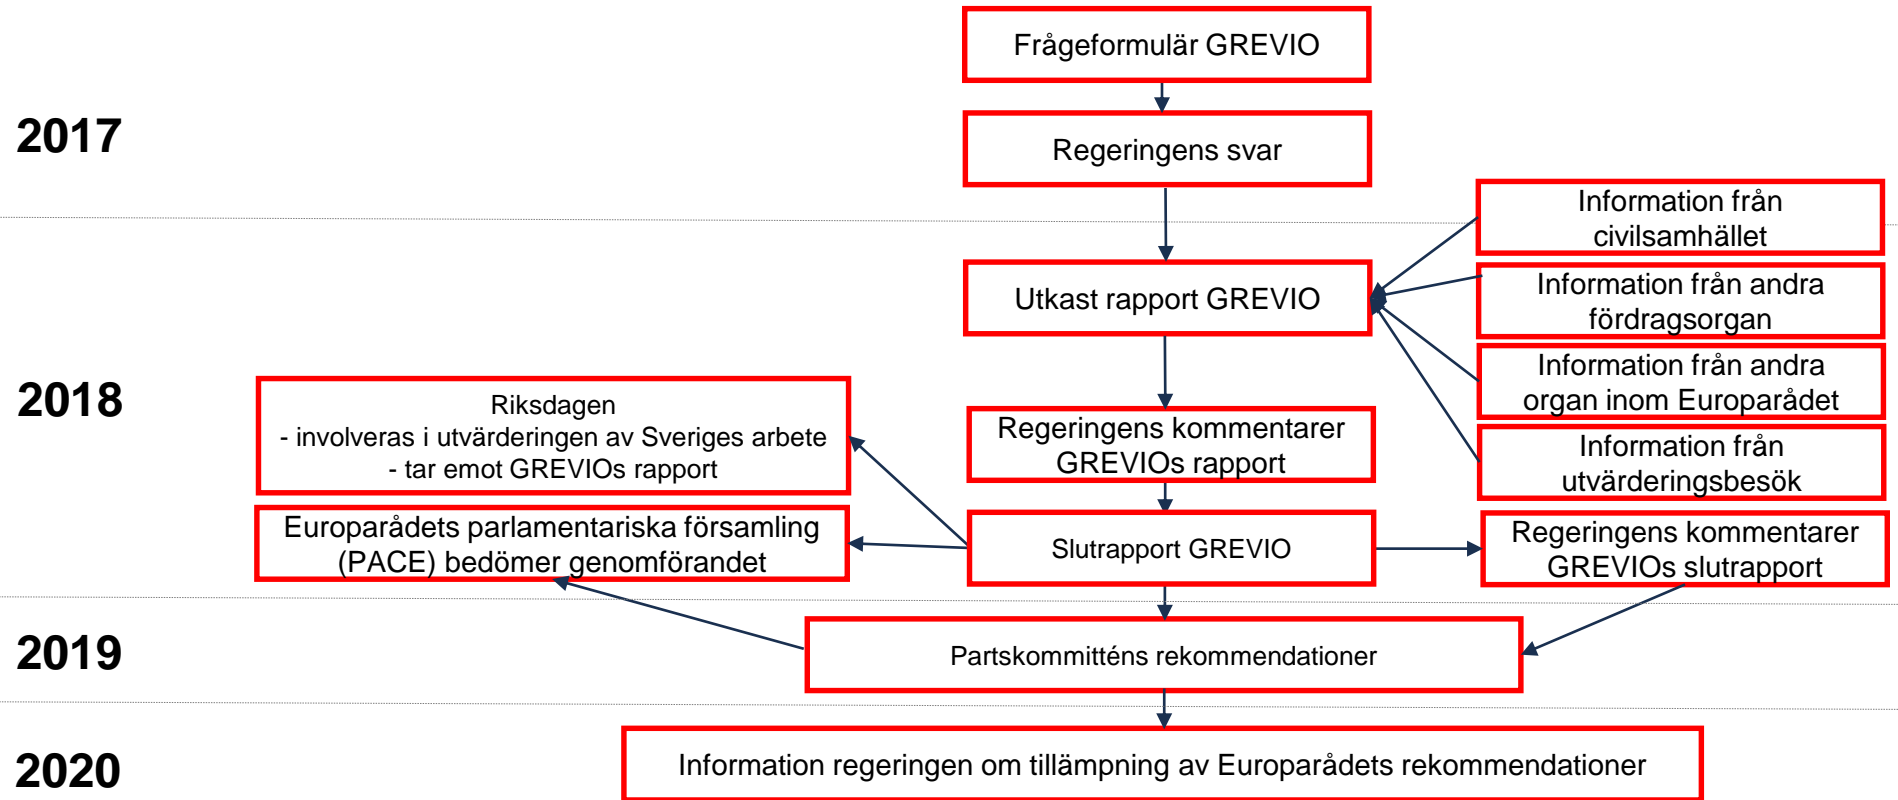 Frågeformulär GREVIO
2017
Regeringens svar
Information från
civilsamhället
Utkast rapport GREVIO
Information från andra
fördragsorgan
Information från andra
organ inom Europarådet
2018
Riksdagen
- involveras i utvärderingen av Sveriges arbete
- tar emot GREVIOs rapport
Regeringens kommentarer
GREVIOs rapport
Information från
utvärderingsbesök
Europarådets parlamentariska församling
(PACE) bedömer genomförandet
Slutrapport GREVIO
Regeringens kommentarer
GREVIOs slutrapport
2019
Partskommitténs rekommendationer
2020
Information regeringen om tillämpning av Europarådets rekommendationer